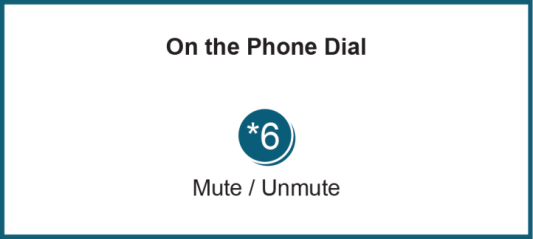 On the Phone Dial
*6
Mute / Unmute